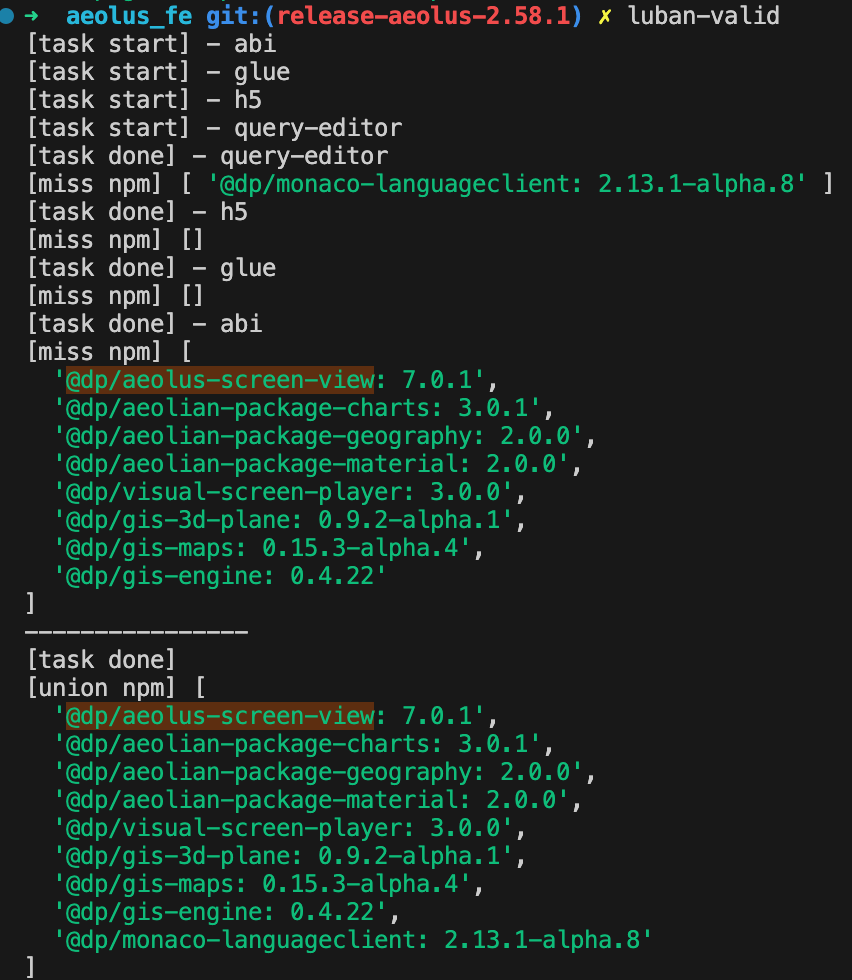 ➜ aeolus_fe git:(release-aeolus-2.58.1) ✗ luban-valid
[task start] - abi
[task start] - glue
[task start] - h5
[task start] - query-editor
[task done] - query-editor
[miss npm] [ '@dp/monaco-languageclient: 2.13.1-alpha.8' ]
[task done] - h5
[miss npm] []
[task done] - glue
[miss npm] []
[task done] - abi
[miss npm] [
  '@dp/aeolus-screen-view: 7.0.1',
  '@dp/aeolian-package-charts: 3.0.1',
  '@dp/aeolian-package-geography: 2.0.0',
  '@dp/aeolian-package-material: 2.0.0',
  '@dp/visual-screen-player: 3.0.0',
  '@dp/gis-3d-plane: 0.9.2-alpha.1',
  '@dp/gis-maps: 0.15.3-alpha.4',
  '@dp/gis-engine: 0.4.22'
]
----------------
[task done]
[union npm] [
  '@dp/aeolus-screen-view: 7.0.1',
  '@dp/aeolian-package-charts: 3.0.1',
  '@dp/aeolian-package-geography: 2.0.0',
  '@dp/aeolian-package-material: 2.0.0',
  '@dp/visual-screen-player: 3.0.0',
  '@dp/gis-3d-plane: 0.9.2-alpha.1',
  '@dp/gis-maps: 0.15.3-alpha.4',
  '@dp/gis-engine: 0.4.22',
  '@dp/monaco-languageclient: 2.13.1-alpha.8'
]